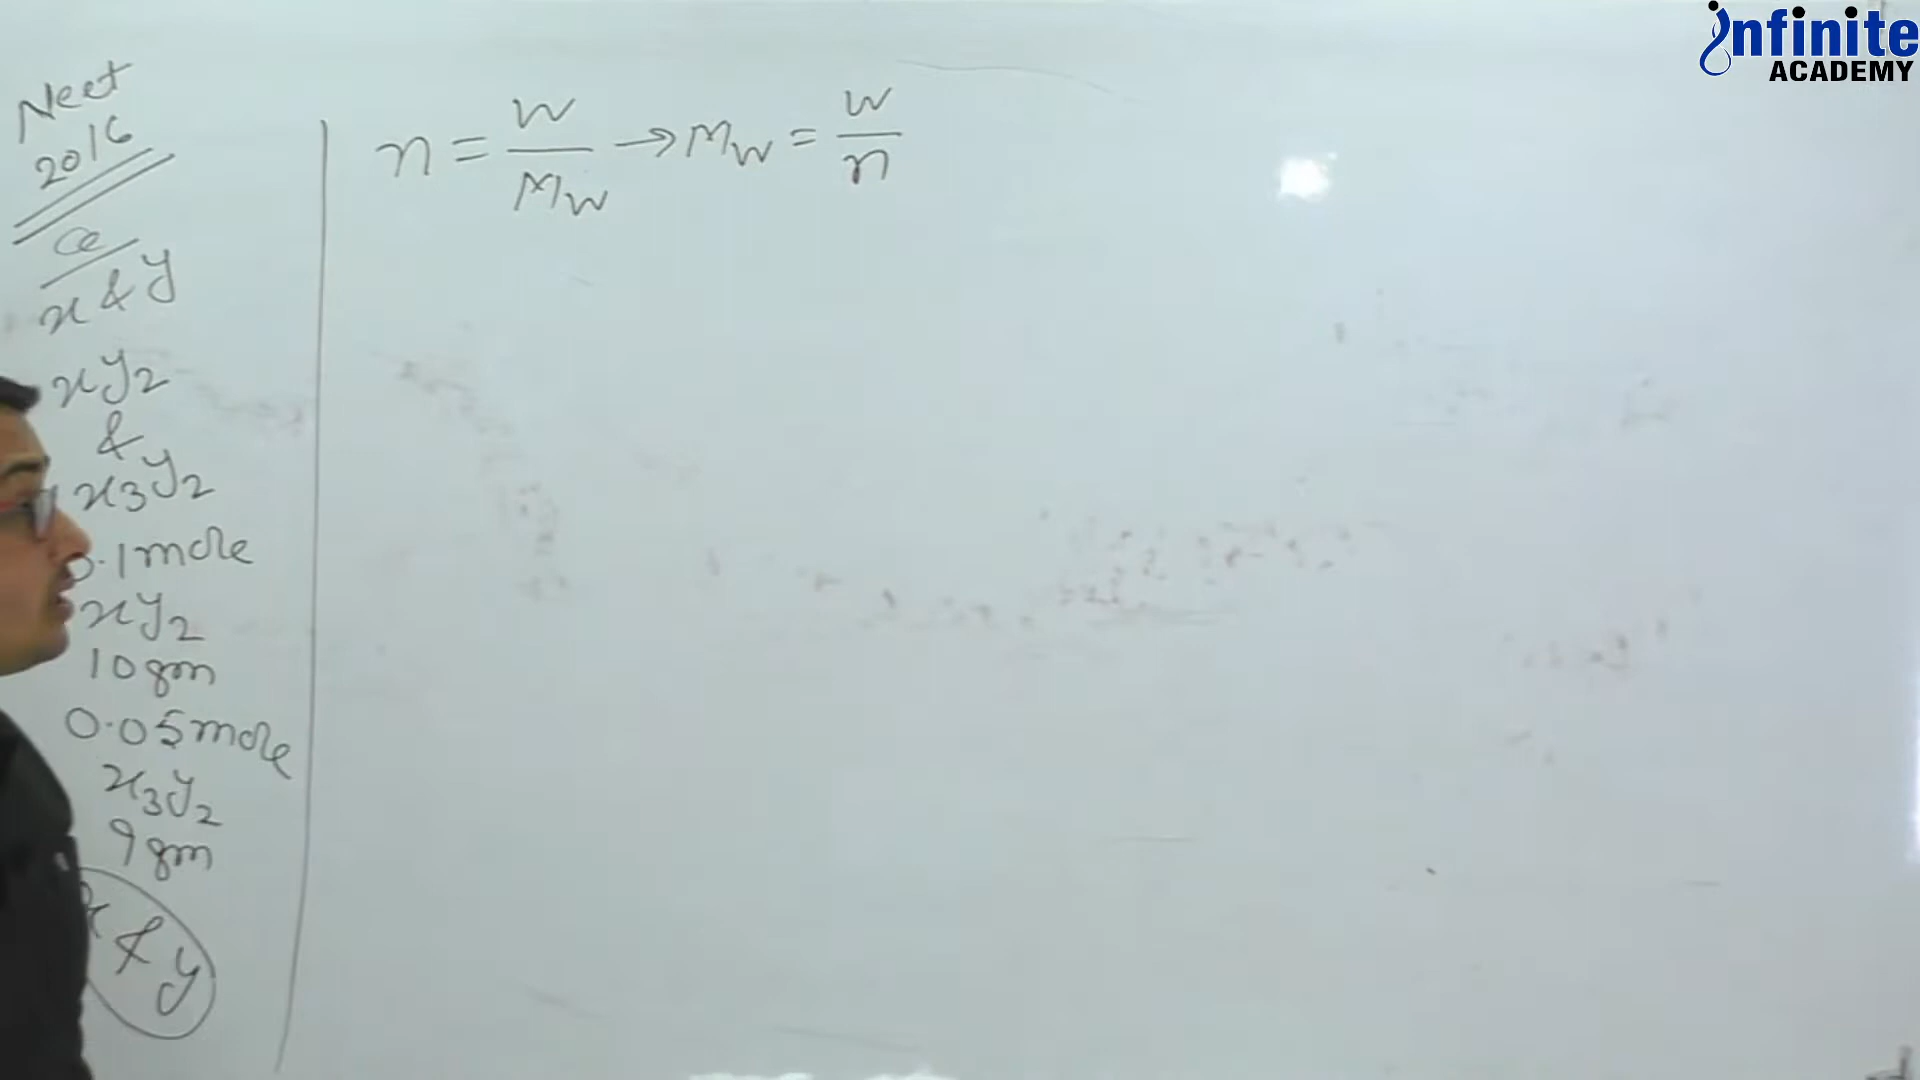 infinite
ACADEMY
Neet
2016
x & y
xy2
&
x3y2
0.1 mole
xy2
10 gm
0.05 mole
x3y2
9 gm
x & y
n = W / Mw → Mw = W / n